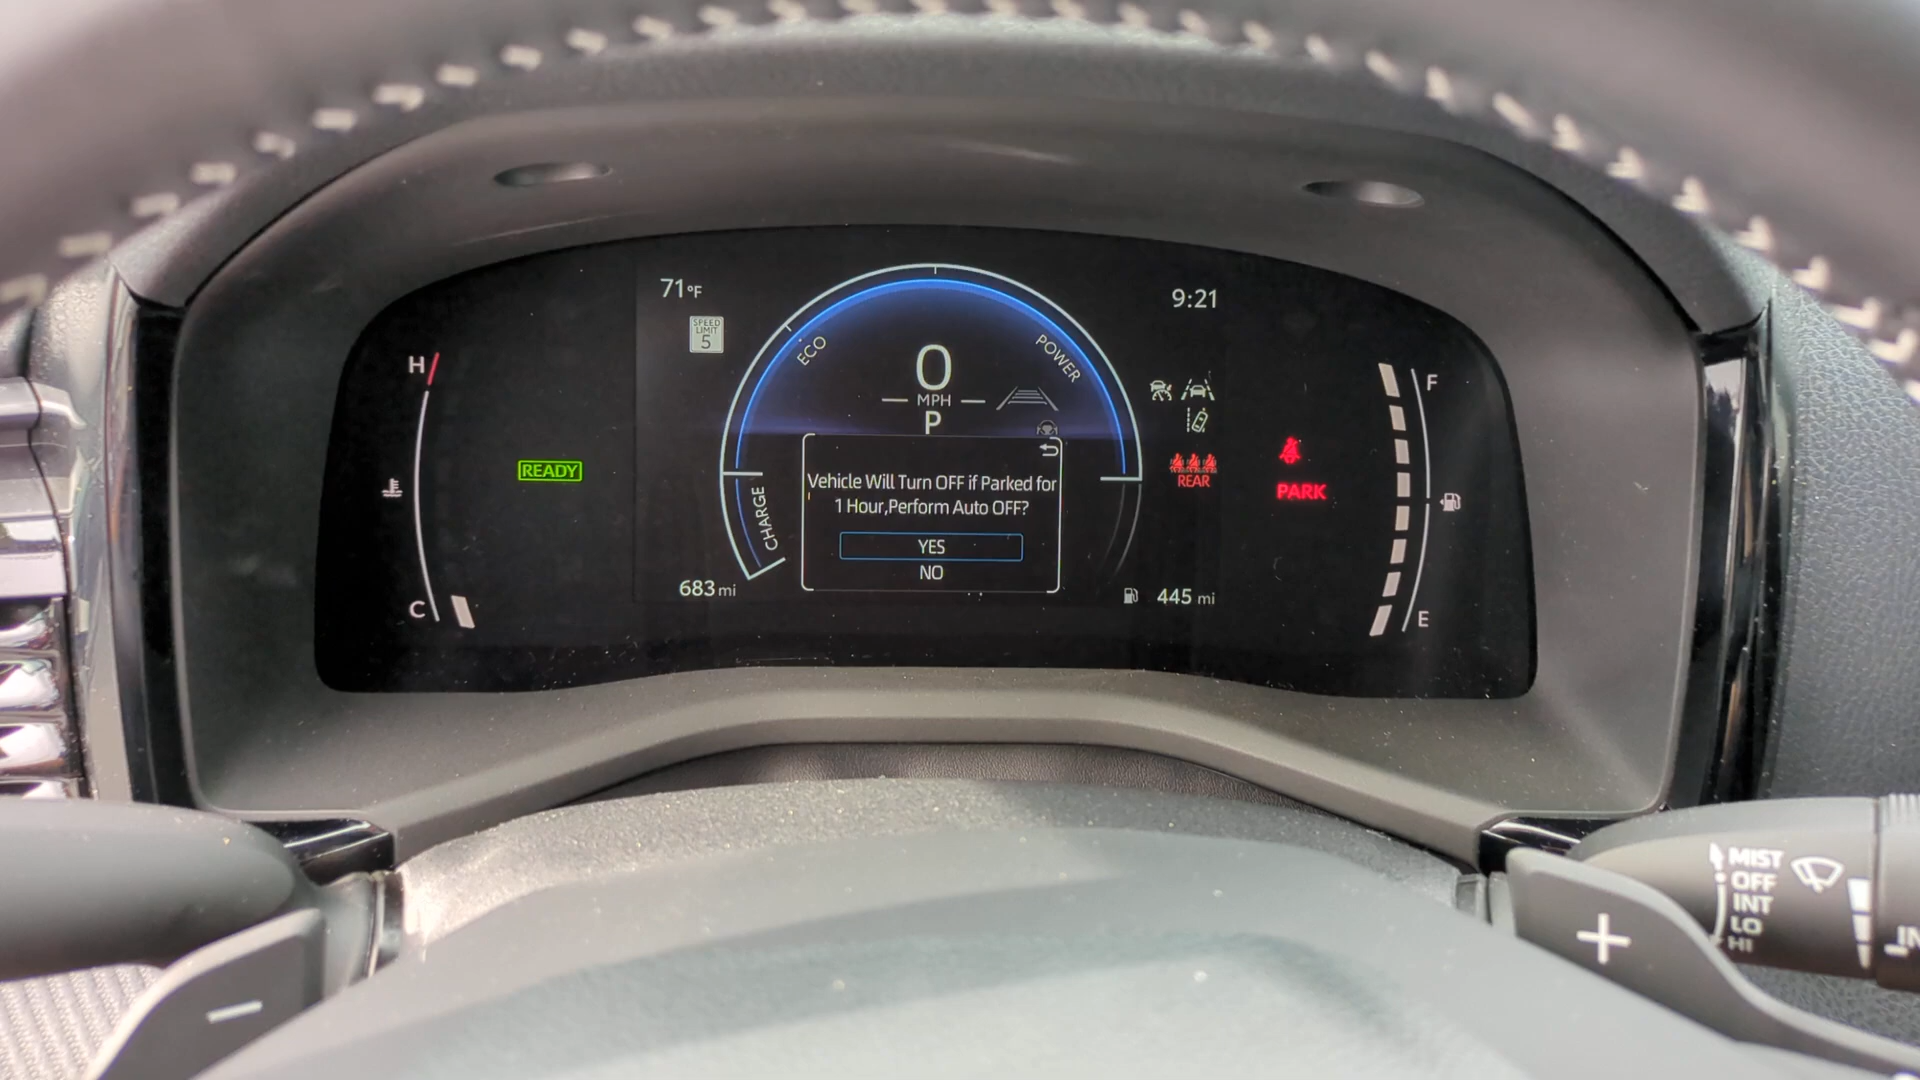 71°F
SPEED
LIMIT
5
9:21
ECO
POWER
0
MPH
P
H
C
READY
CHARGE
Vehicle Will Turn OFF if Parked for
1 Hour,Perform Auto OFF?
YES
NO
683 mi
445 mi
REAR
PARK
F
E
MIST
OFF
INT
LO
HI
+
-